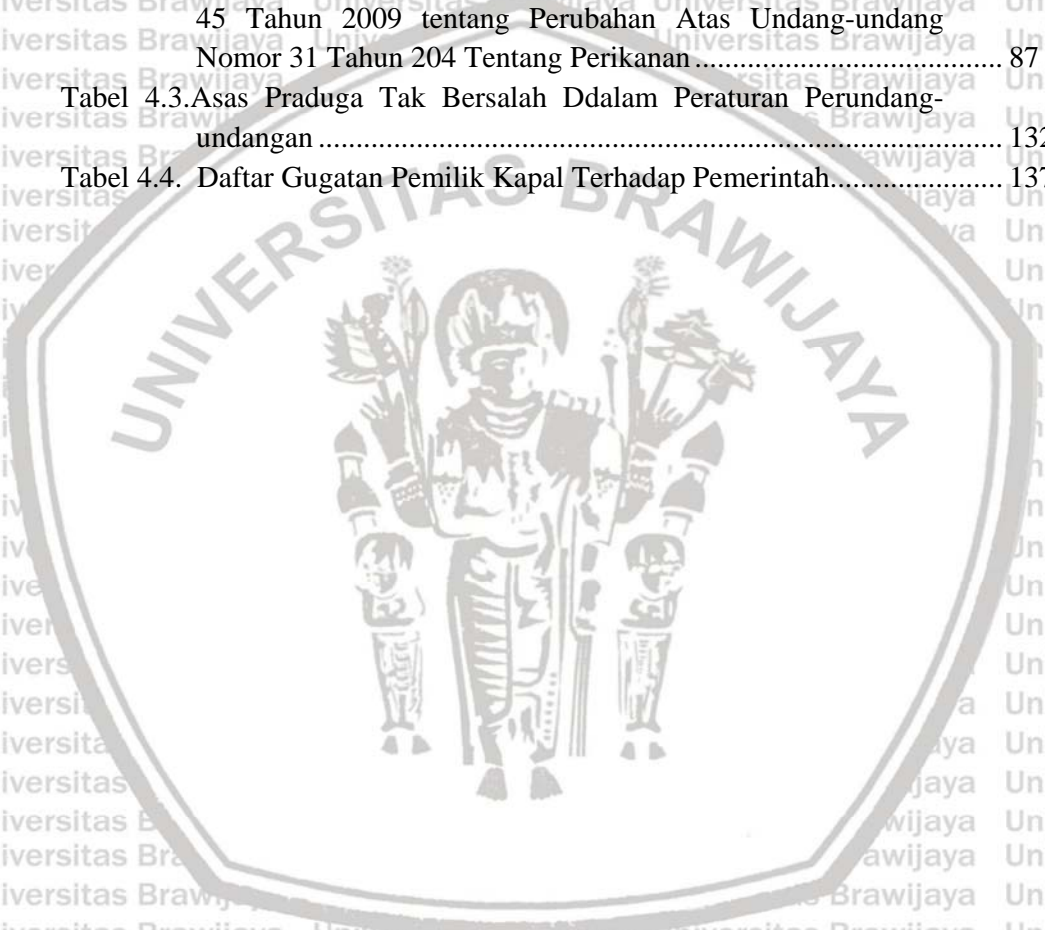 45 Tahun 2009 tentang Perubahan Atas Undang-undang
Nomor 31 Tahun 204 Tentang Perikanan ......................................... 87
Tabel 4.3.Asas Praduga Tak Bersalah Ddalam Peraturan Perundang-
undangan ........................................................................................... 132
Tabel 4.4. Daftar Gugatan Pemilik Kapal Terhadap Pemerintah....................... 137
UNIVERSITAS BRAWIJAYA